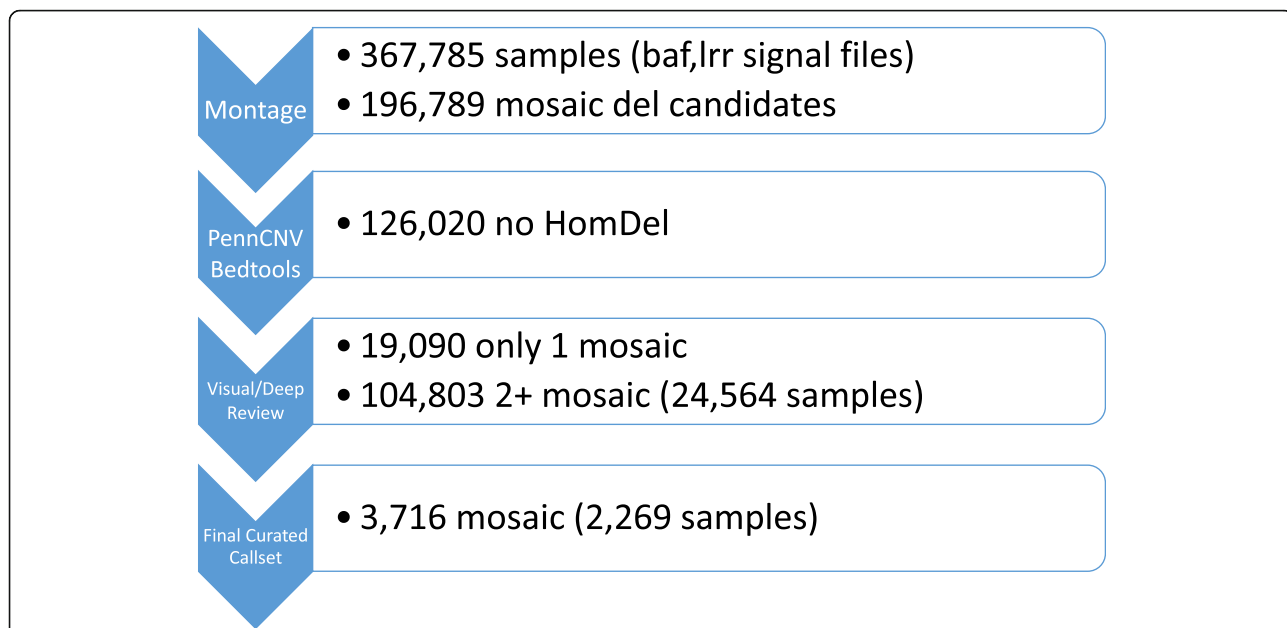 Montage
• 367,785 samples (baf,lrr signal files)
• 196,789 mosaic del candidates
PennCNV
Bedtools
• 126,020 no HomDel
Visual/Deep
Review
• 19,090 only 1 mosaic
• 104,803 2+ mosaic (24,564 samples)
Final Curated
Callset
• 3,716 mosaic (2,269 samples)